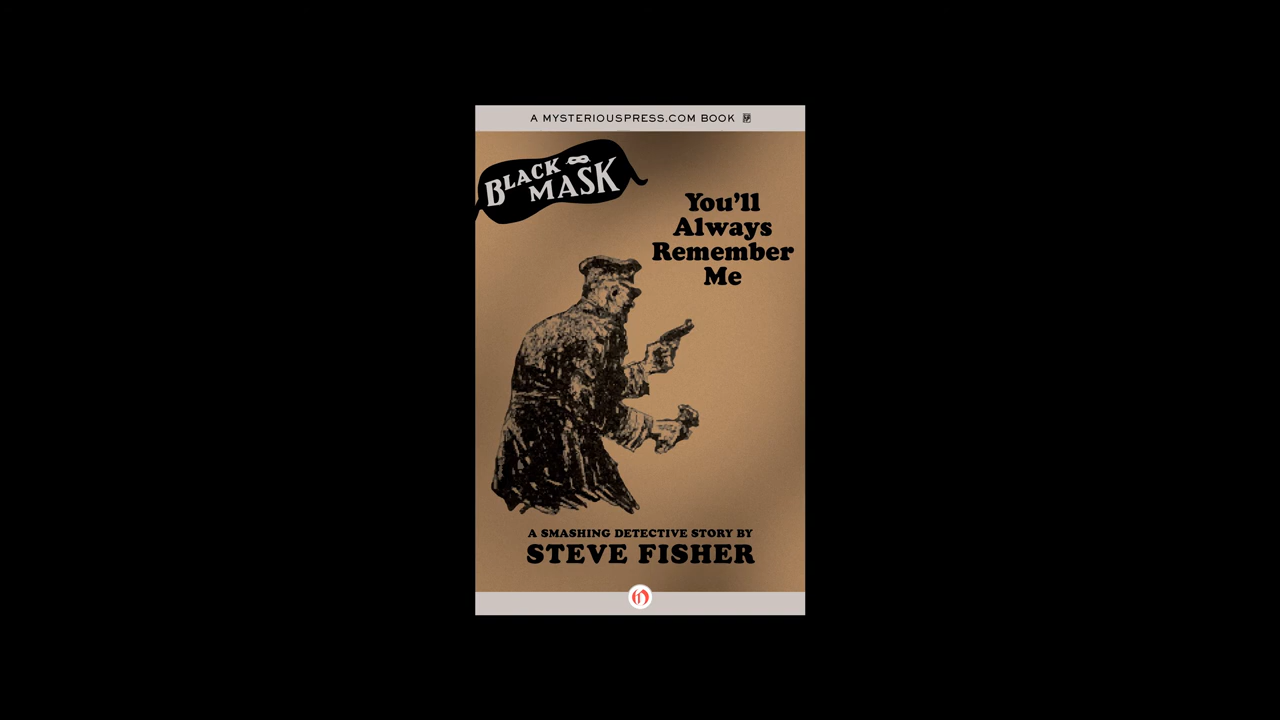 A MYSTERIOUSPRESS.COM BOOK
BLACK
MASK
You'll
Always
Remember
Me
A SMASHING DETECTIVE STORY BY
STEVE FISHER